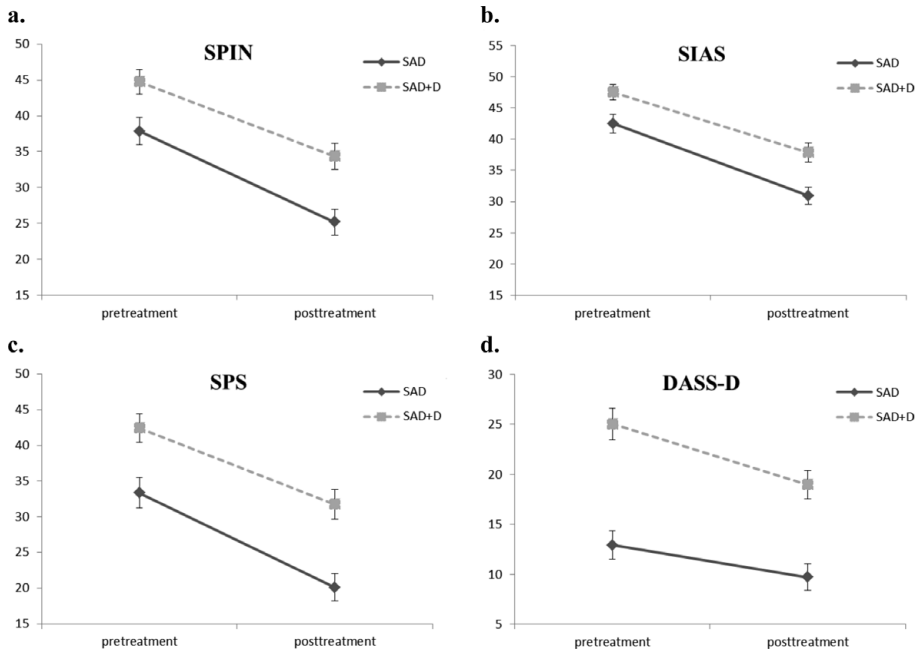 a.
SPIN
SAD
SAD+D
50
45
40
35
30
25
20
15
pretreatment posttreatment
b.
SIAS
SAD
SAD+D
55
50
45
40
35
30
25
20
15
pretreatment posttreatment
c.
SPS
SAD
SAD+D
50
45
40
35
30
25
20
15
pretreatment posttreatment
d.
DASS-D
SAD
SAD+D
30
25
20
15
10
5
pretreatment posttreatment